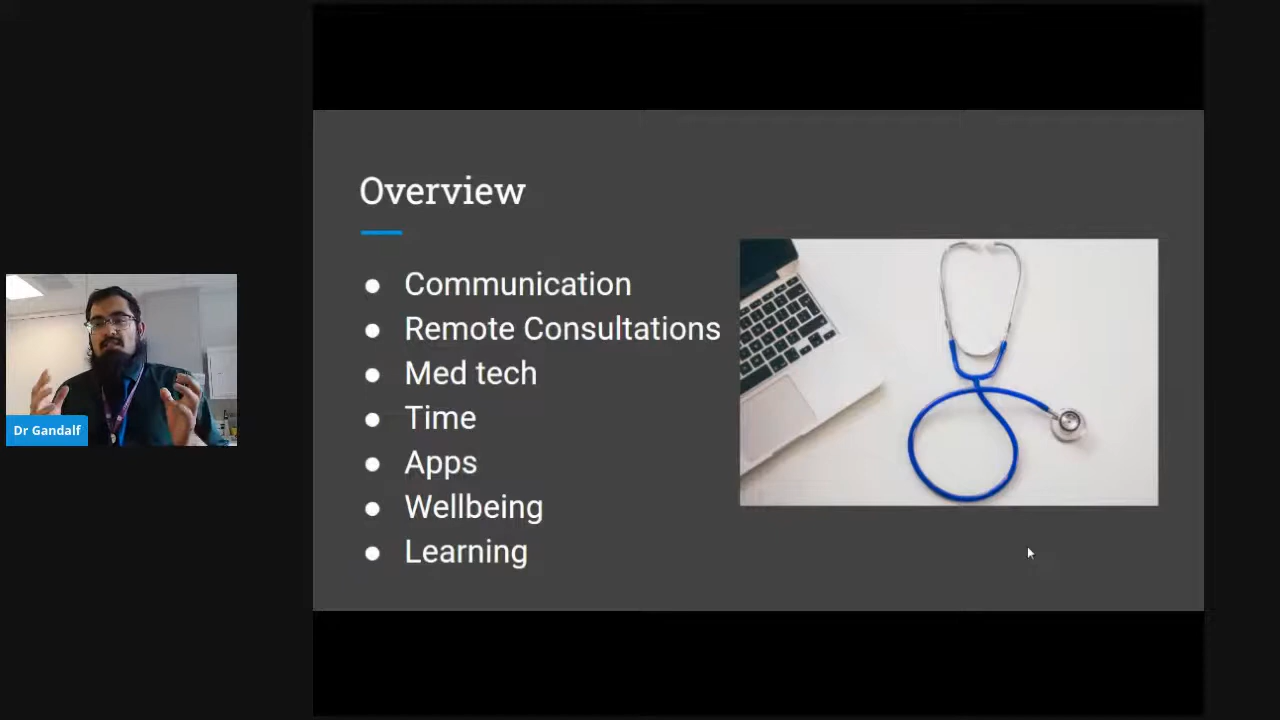 Overview
Communication
Remote Consultations
Med tech
Time
Apps
Wellbeing
Learning
Dr Gandalf